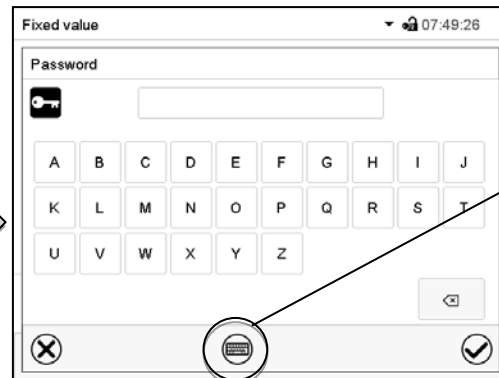 Fixed value 07:49:26
Password
A B C D E F G H I J
K L M N O P Q R S T
U V W X Y Z